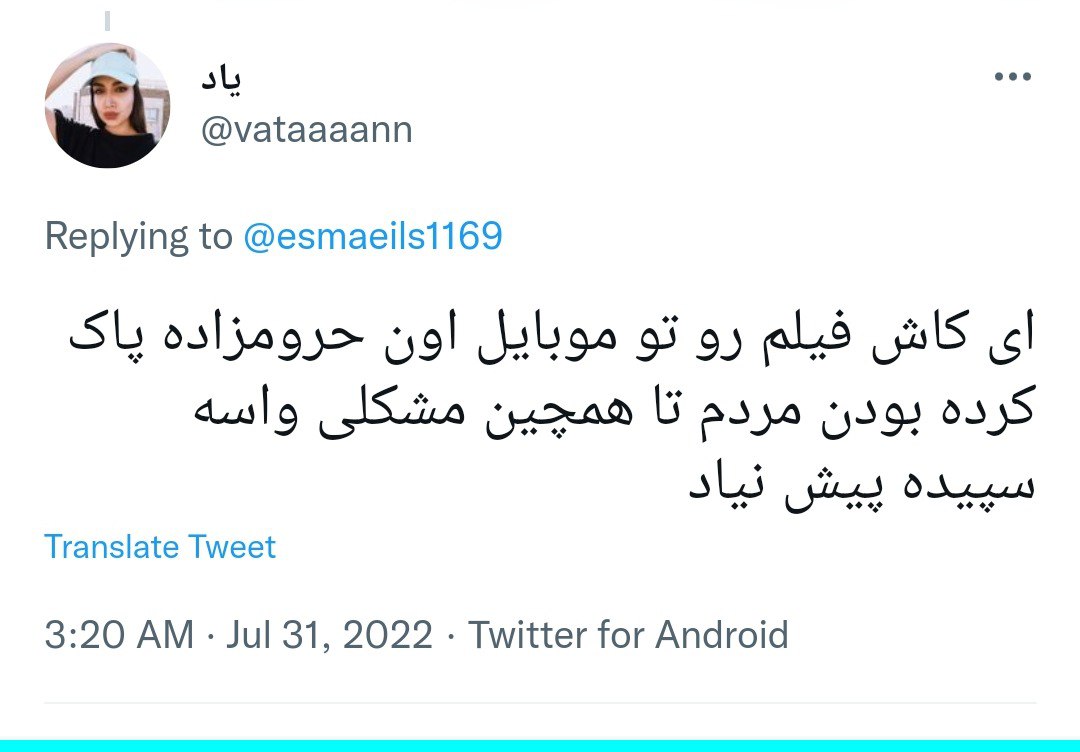 یاد
@vataaaann
Replying to @esmaeils1169
ای کاش فیلم رو تو موبایل اون حرومزاده پاک
کرده بودن مردم تا همچین مشکلی واسه
سپیده پیش نیاد
Translate Tweet
3:20 AM · Jul 31, 2022 · Twitter for Android